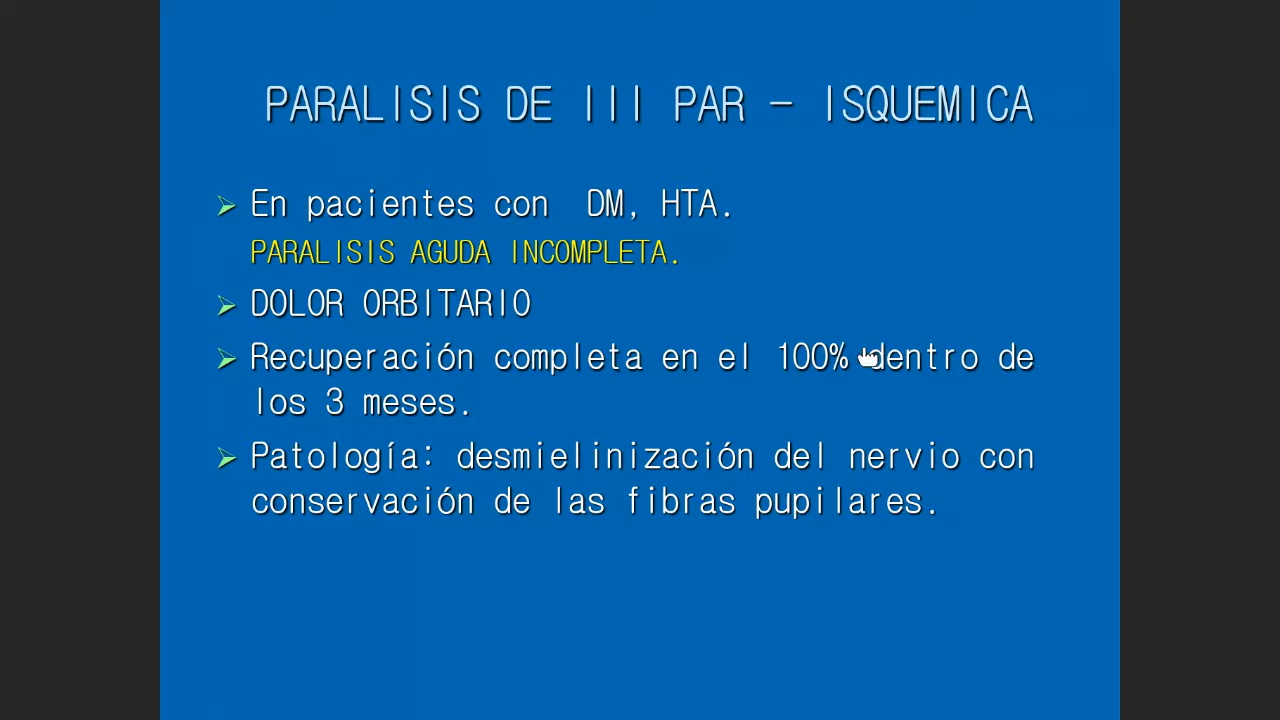 PARALISIS DE III PAR - ISQUEMICA
En pacientes con DM, HTA.
PARALISIS AGUDA INCOMPLETA.
DOLOR ORBITARIO
Recuperación completa en el 100% dentro de
los 3 meses.
Patología: desmielinización del nervio con
conservación de las fibras pupilares.